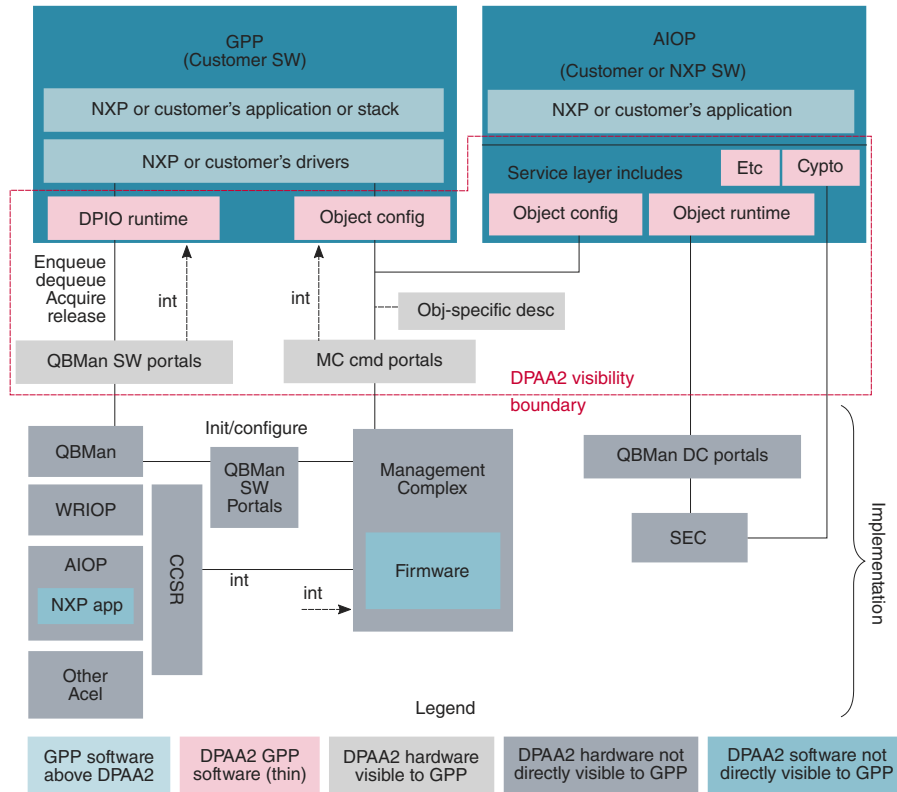 GPP
(Customer SW)
NXP or customer's application or stack
NXP or customer's drivers
DPIO runtime
Object config
AIOP
(Customer or NXP SW)
NXP or customer's application
Service layer includes
Etc
Cypto
Object config
Object runtime
Enqueue
dequeue
Acquire
release
int
int
Obj-specific desc
QBMan SW portals
MC cmd portals
DPAA2 visibility
boundary
Init/configure
QBMan
QBMan
SW
Portals
Management
Complex
QBMan DC portals
WRIOP
SEC
CCSR
AIOP
NXP app
Firmware
int
int
Other
Acel
Implementation
Legend
GPP software
above DPAA2
DPAA2 GPP
software (thin)
DPAA2 hardware
visible to GPP
DPAA2 hardware not
directly visible to GPP
DPAA2 software not
directly visible to GPP